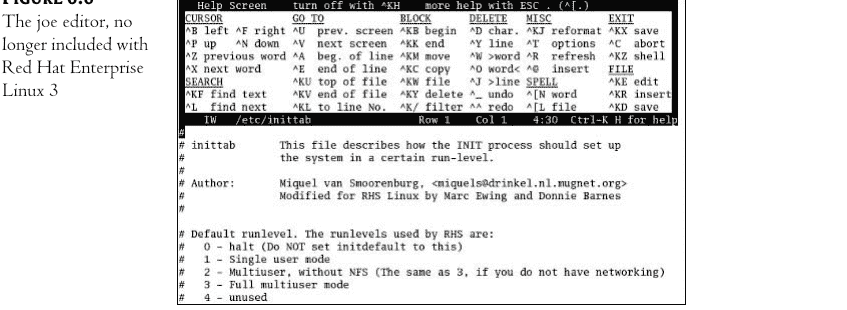 The joe editor, no
longer included with
Red Hat Enterprise
Linux 3
Help Screen turn off with ^KH more help with ESC . (^[.)
CURSOR GO TO BLOCK DELETE MISC EXIT
^B left ^F right ^U prev. screen ^KB begin ^D char. ^KJ reformat ^KX save
^P up ^N down ^V next screen ^KK end ^Y line ^T options ^C abort
^Z previous word ^A beg. of line ^KM move ^W >word ^R refresh ^KZ shell
^X next word ^E end of line ^KC copy ^O word< ^@ insert FILE
SEARCH ^KU top of file ^KW file ^J >line SPELL ^KE edit
^KF find text ^KV end of file ^KY delete ^_ undo ^[N word ^KR insert
^L find next ^KL to line No. ^K/ filter ^^ redo ^[L file ^KD save
IW /etc/inittab Row 1 Col 1 4:30 Ctrl-K H for help
#
# inittab This file describes how the INIT process should set up
# the system in a certain run-level.
#
# Author: Miquel van Smoorenburg, <miquels@drinkel.nl.mugnet.org>
# Modified for RHS Linux by Marc Ewing and Donnie Barnes
#
# Default runlevel. The runlevels used by RHS are:
# 0 - halt (Do NOT set initdefault to this)
# 1 - Single user mode
# 2 - Multiuser, without NFS (The same as 3, if you do not have networking)
# 3 - Full multiuser mode
# 4 - unused